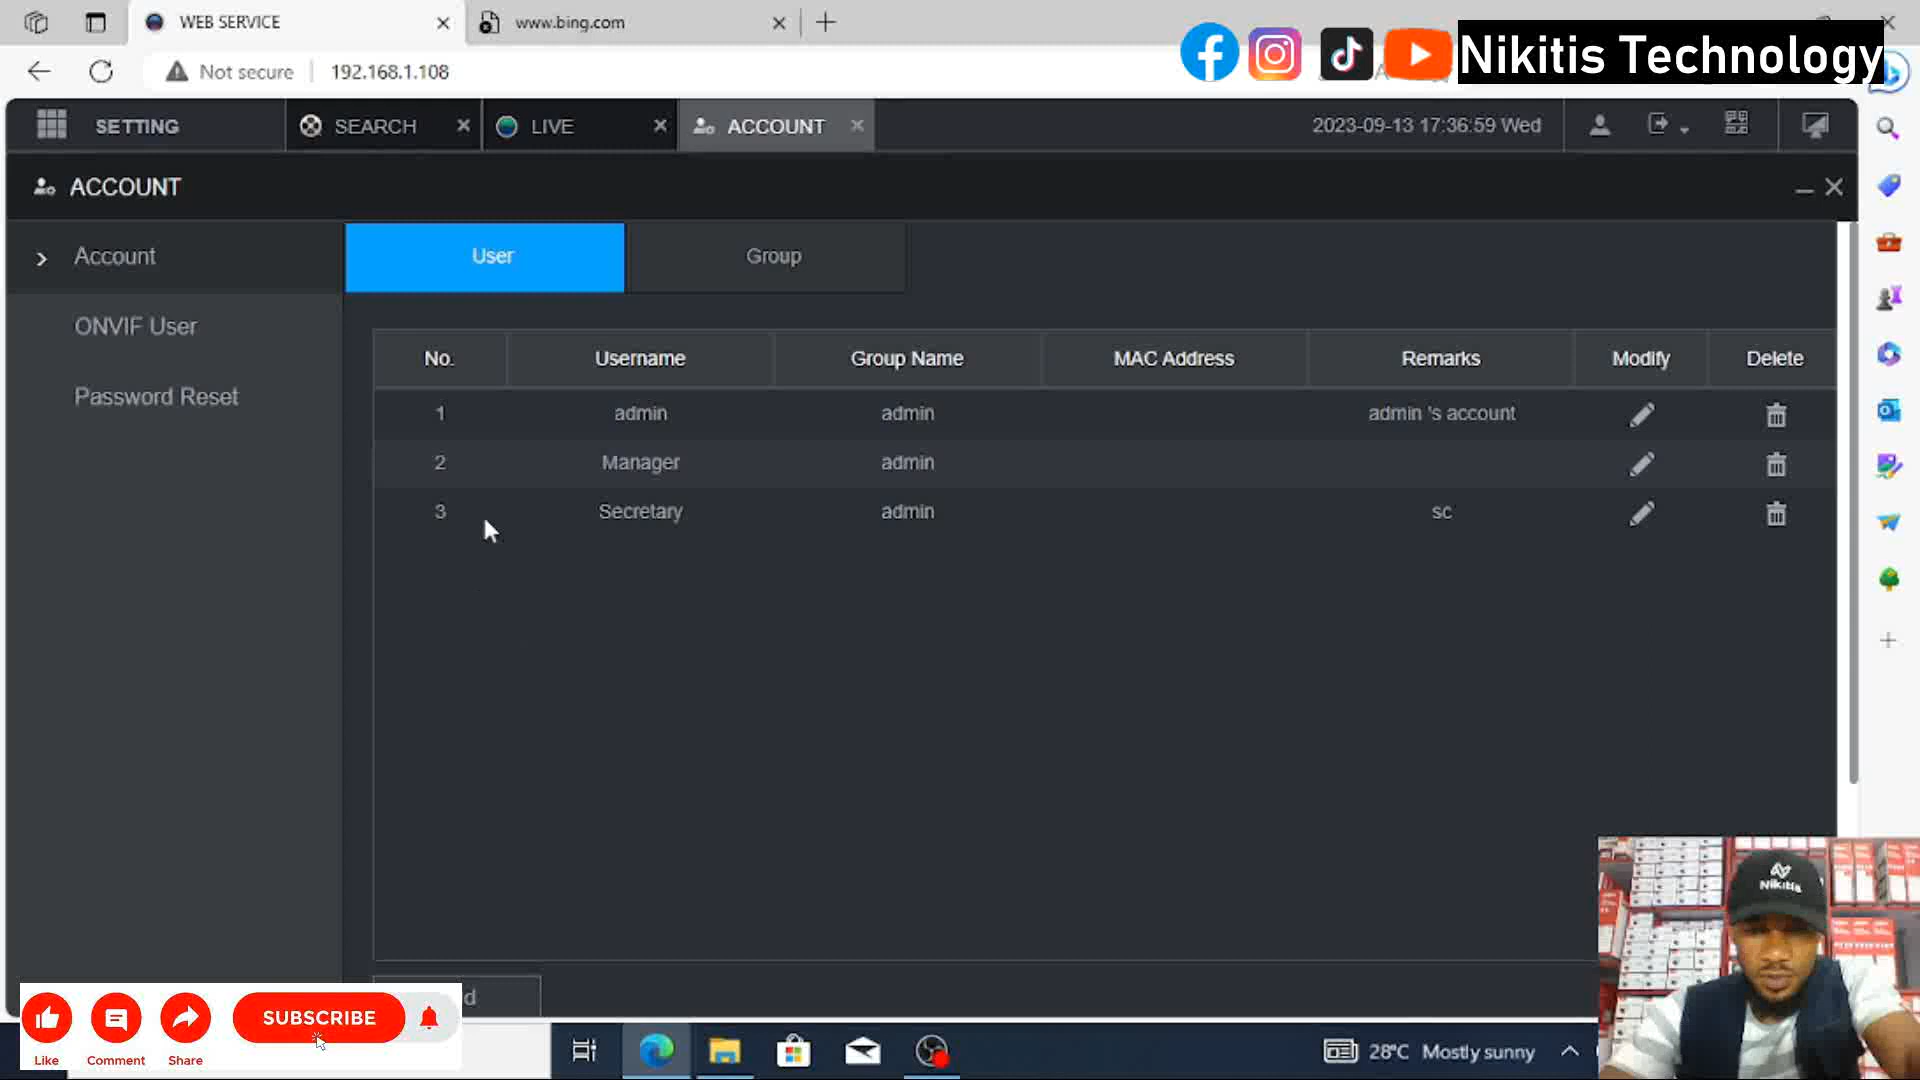 WEB SERVICE
www.bing.com
Not secure
192.168.1.108
Nikitis Technology
SETTING
SEARCH
LIVE
ACCOUNT
2023-09-13 17:36:59 Wed
ACCOUNT
Account
User
Group
ONVIF User
Password Reset
No. Username Group Name MAC Address Remarks Modify Delete
1 admin admin admin 's account
2 Manager admin
3 Secretary admin sc
d
SUBSCRIBE
Like Comment Share
28°C Mostly sunny
Nikitis